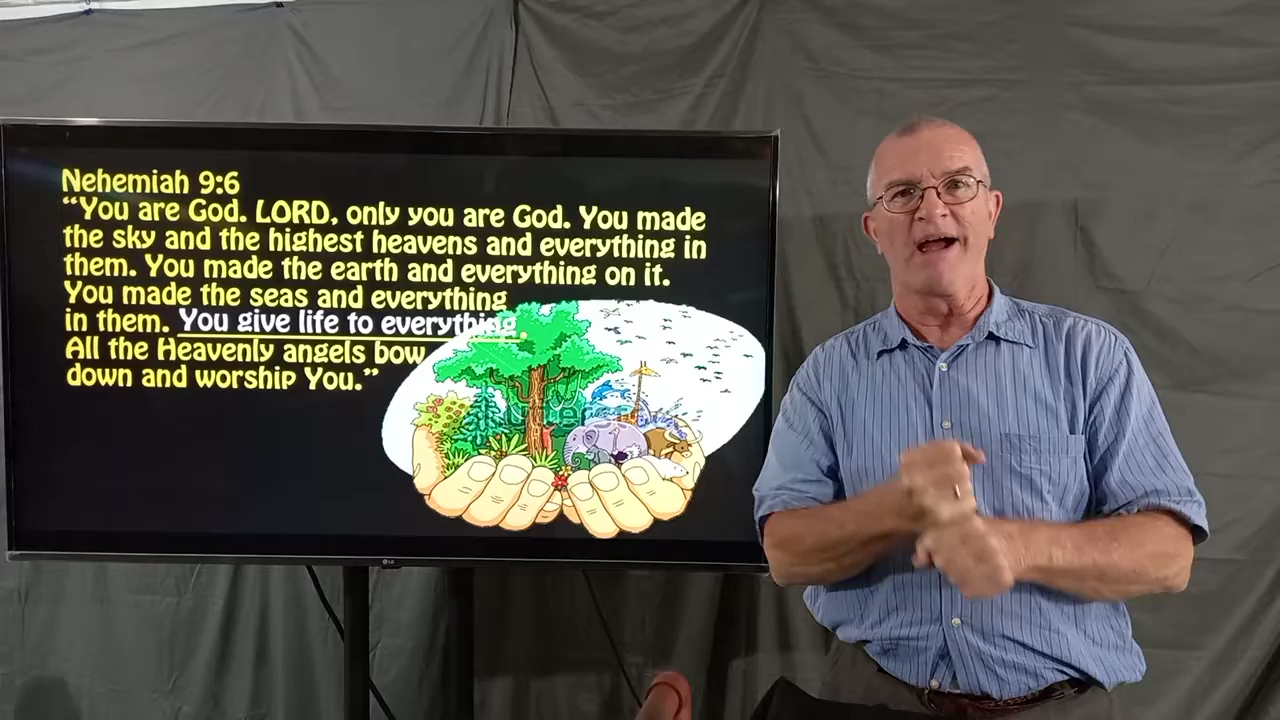 Nehemiah 9:6
“You are God. LORD, only you are God. You made
the sky and the highest heavens and everything in
them. You made the earth and everything on it.
You made the seas and everything
in them. You give life to everything.
All the Heavenly angels bow
down and worship You.”
LG